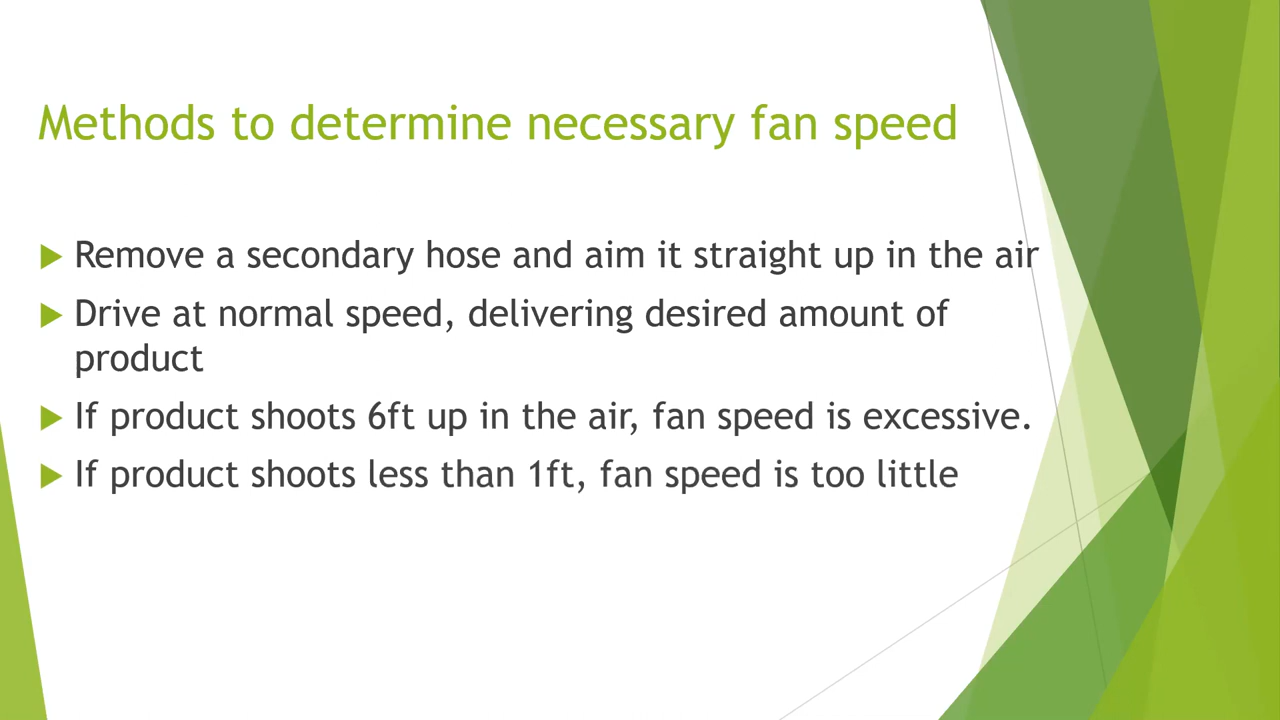 Methods to determine necessary fan speed
Remove a secondary hose and aim it straight up in the air
Drive at normal speed, delivering desired amount of
product
If product shoots 6ft up in the air, fan speed is excessive.
If product shoots less than 1ft, fan speed is too little